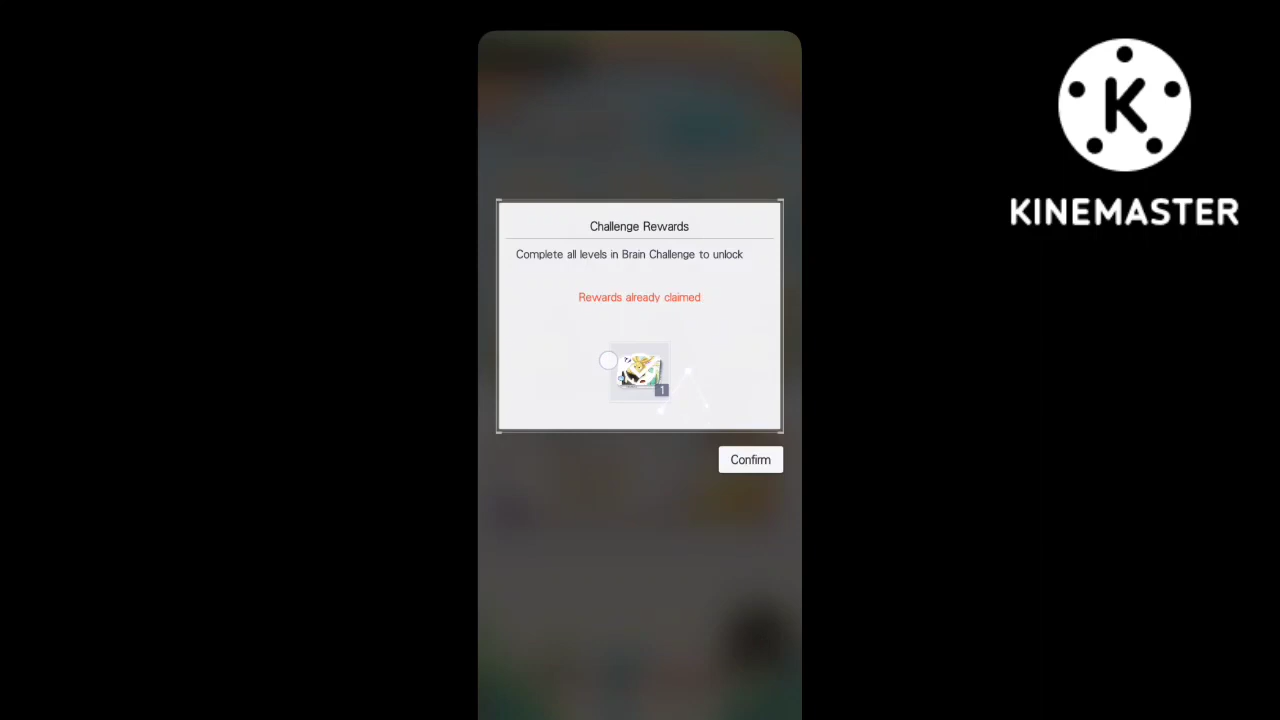 Challenge Rewards
Complete all levels in Brain Challenge to unlock
Rewards already claimed
1
Confirm
K
KINEMASTER